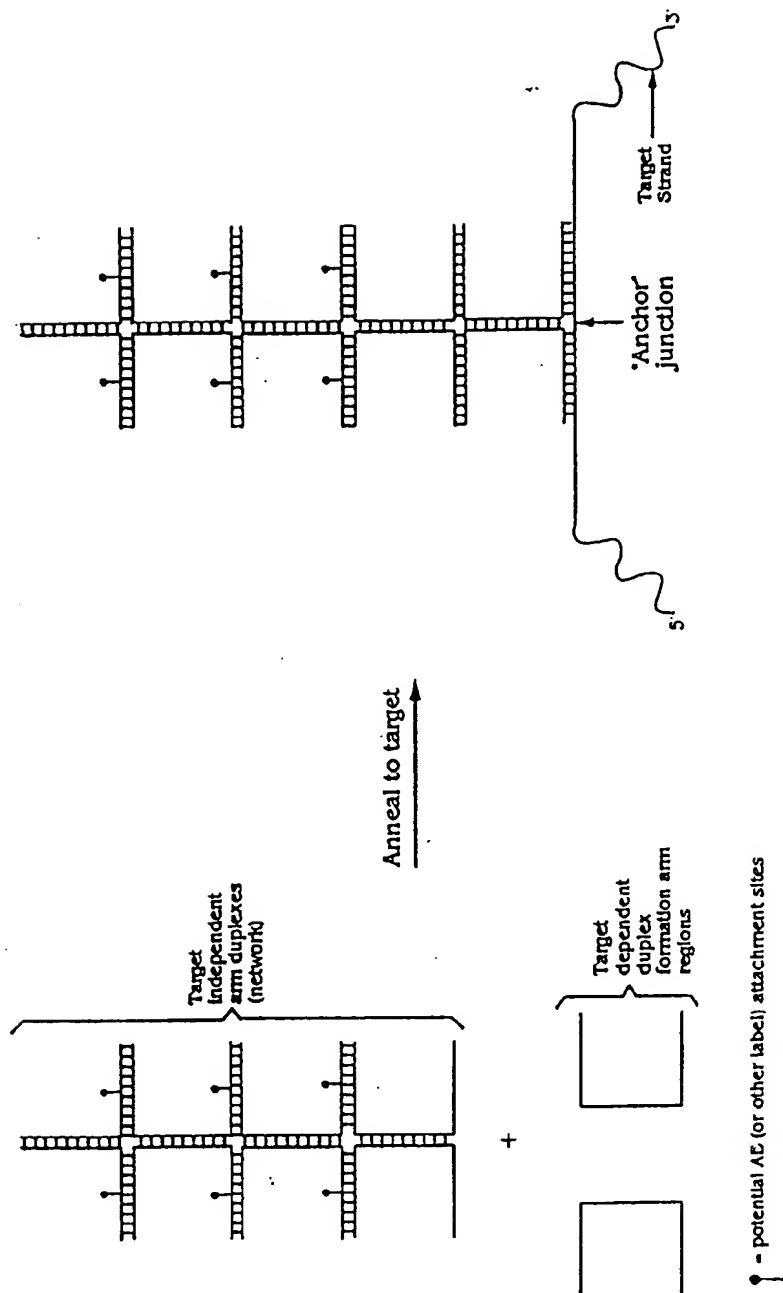 Target
independent
arm duplexes
(network)
+
Target
dependent
duplex
formation arm
regions
Anneal to target
5'
"Anchor"
junction
Target
Strand
3'
= potential AE (or other label) attachment sites